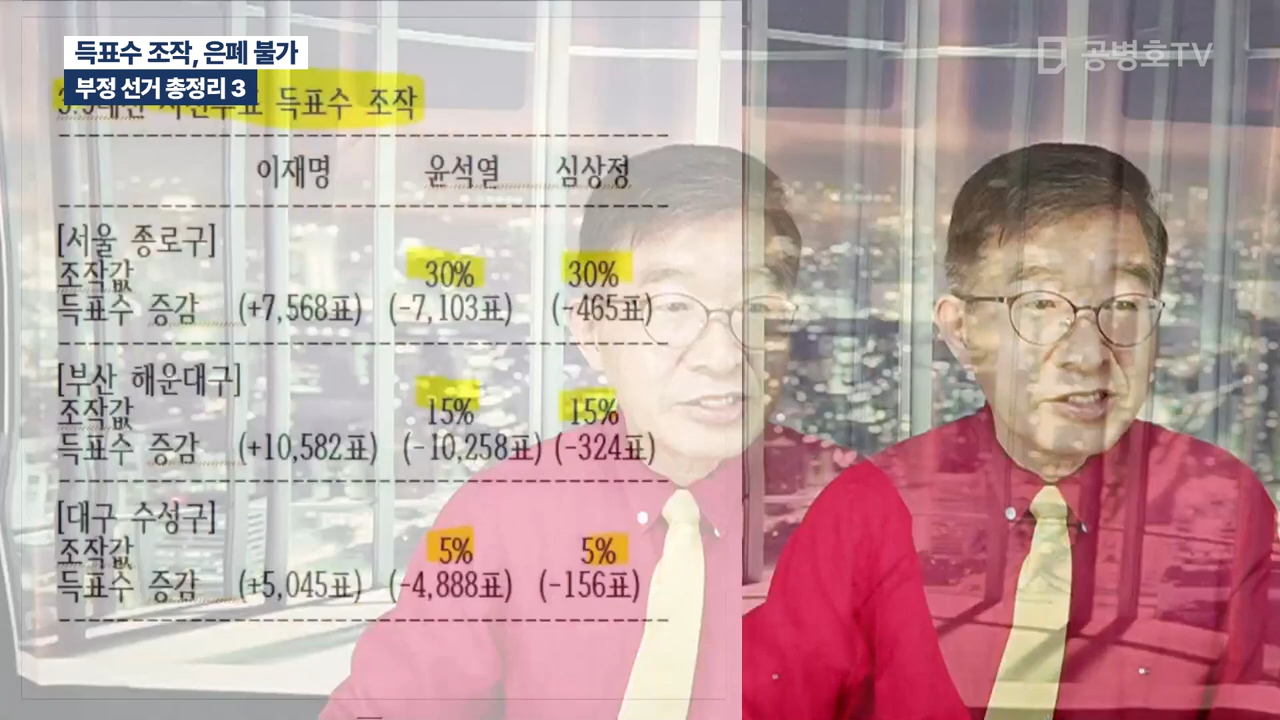 득표수 조작, 은폐 불가
부정 선거 총정리 3
공병호TV
득표수 조작
이재명 윤석열 심상정
[서울 종로구]
조작값 30% 30%
득표수 증감 (+7,568표) (-7,103표) (-465표)
[부산 해운대구]
조작값 15% 15%
득표수 증감 (+10,582표) (-10,258표) (-324표)
[대구 수성구]
조작값 5% 5%
득표수 증감 (+5,045표) (-4,888표) (-156표)